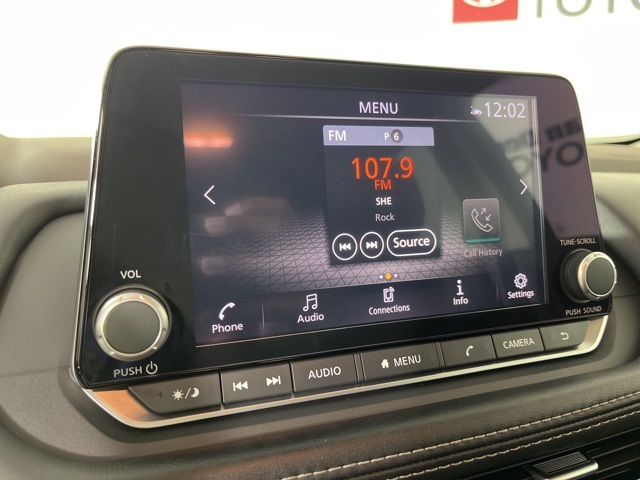 TOYO
MENU
12:02
FM
P 6
107.9
FM
SHE
Rock
Source
Call History
TUNE·SCROLL
VOL
Phone
Audio
Connections
Info
Settings
PUSH
PUSH SOUND
AUDIO
MENU
CAMERA